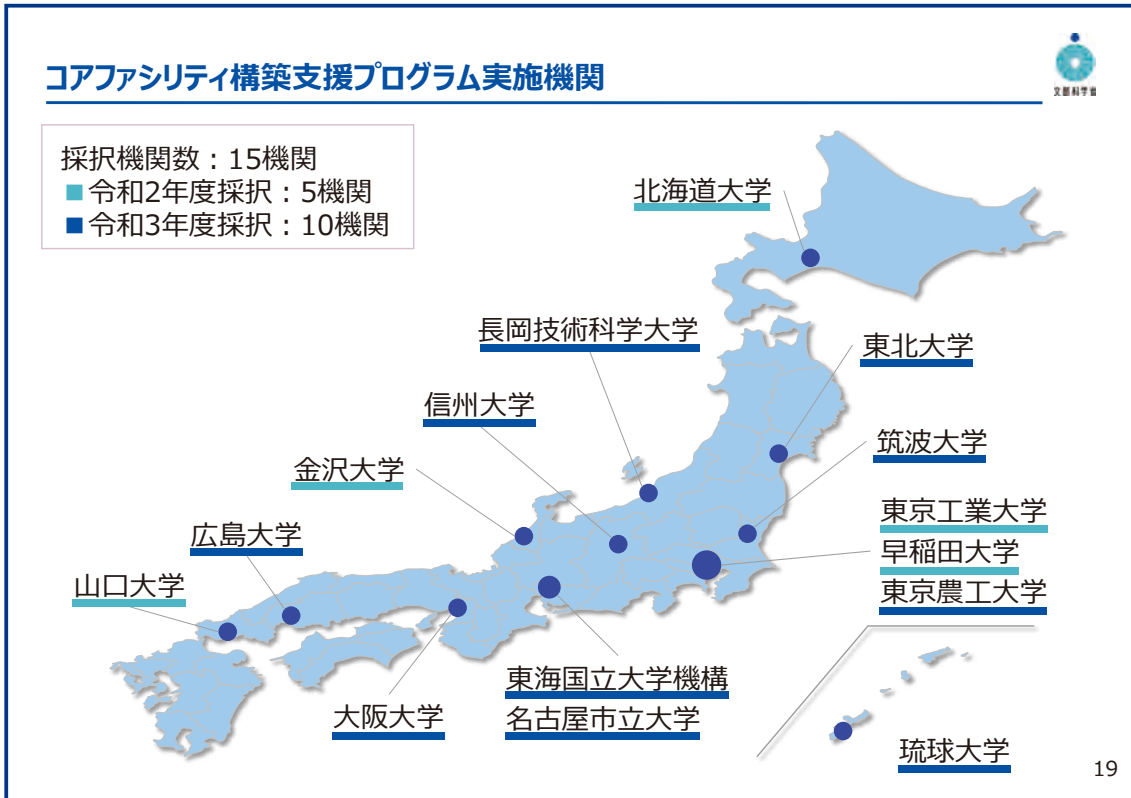 コアファシリティ構築支援プログラム実施機関
文部科学省
採択機関数：15機関
■令和2年度採択：5機関
■令和3年度採択：10機関
北海道大学
長岡技術科学大学
東北大学
信州大学
筑波大学
金沢大学
東京工業大学
広島大学
早稲田大学
山口大学
東京農工大学
東海国立大学機構
大阪大学
名古屋市立大学
琉球大学
19